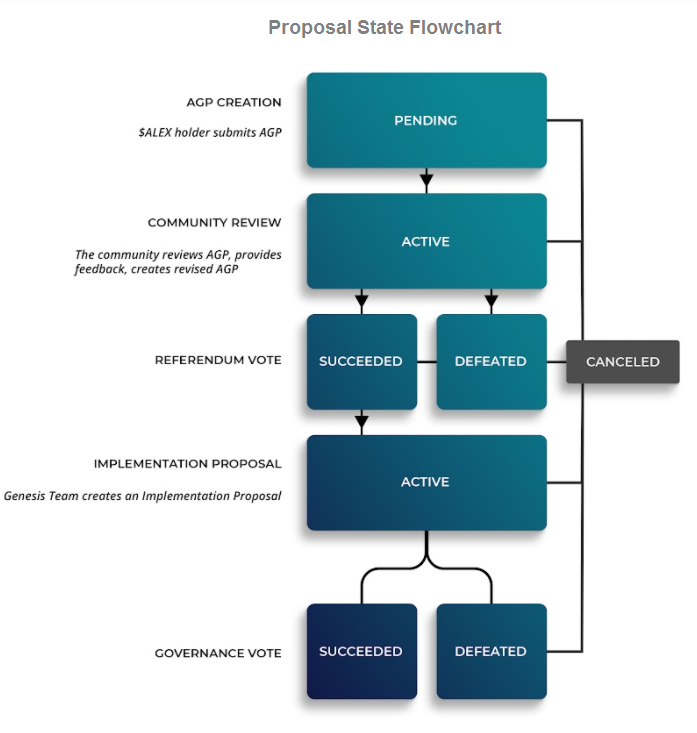 Proposal State Flowchart
AGP CREATION
$ALEX holder submits AGP
PENDING
COMMUNITY REVIEW
The community reviews AGP, provides
feedback, creates revised AGP
ACTIVE
REFERENDUM VOTE
SUCCEEDED
DEFEATED
CANCELED
IMPLEMENTATION PROPOSAL
Genesis Team creates an Implementation Proposal
ACTIVE
GOVERNANCE VOTE
SUCCEEDED
DEFEATED